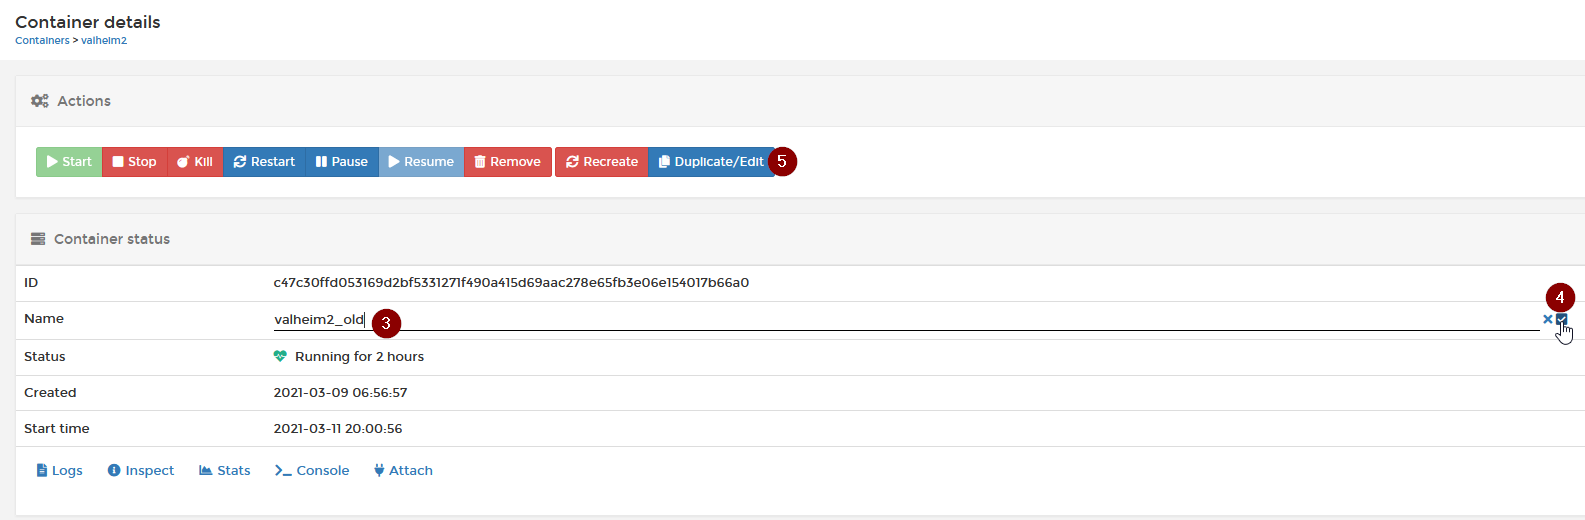 Container details
Containers > valheim2
Actions
Start Stop Kill Restart Pause Resume Remove Recreate Duplicate/Edit 5
Container status
ID c47c30ffd053169d2bf5331271f490a415d69aac278e65fb3e06e154017b66a0
4
Name valheim2_old 3
Status Running for 2 hours
Created 2021-03-09 06:56:57
Start time 2021-03-11 20:00:56
Logs Inspect Stats Console Attach